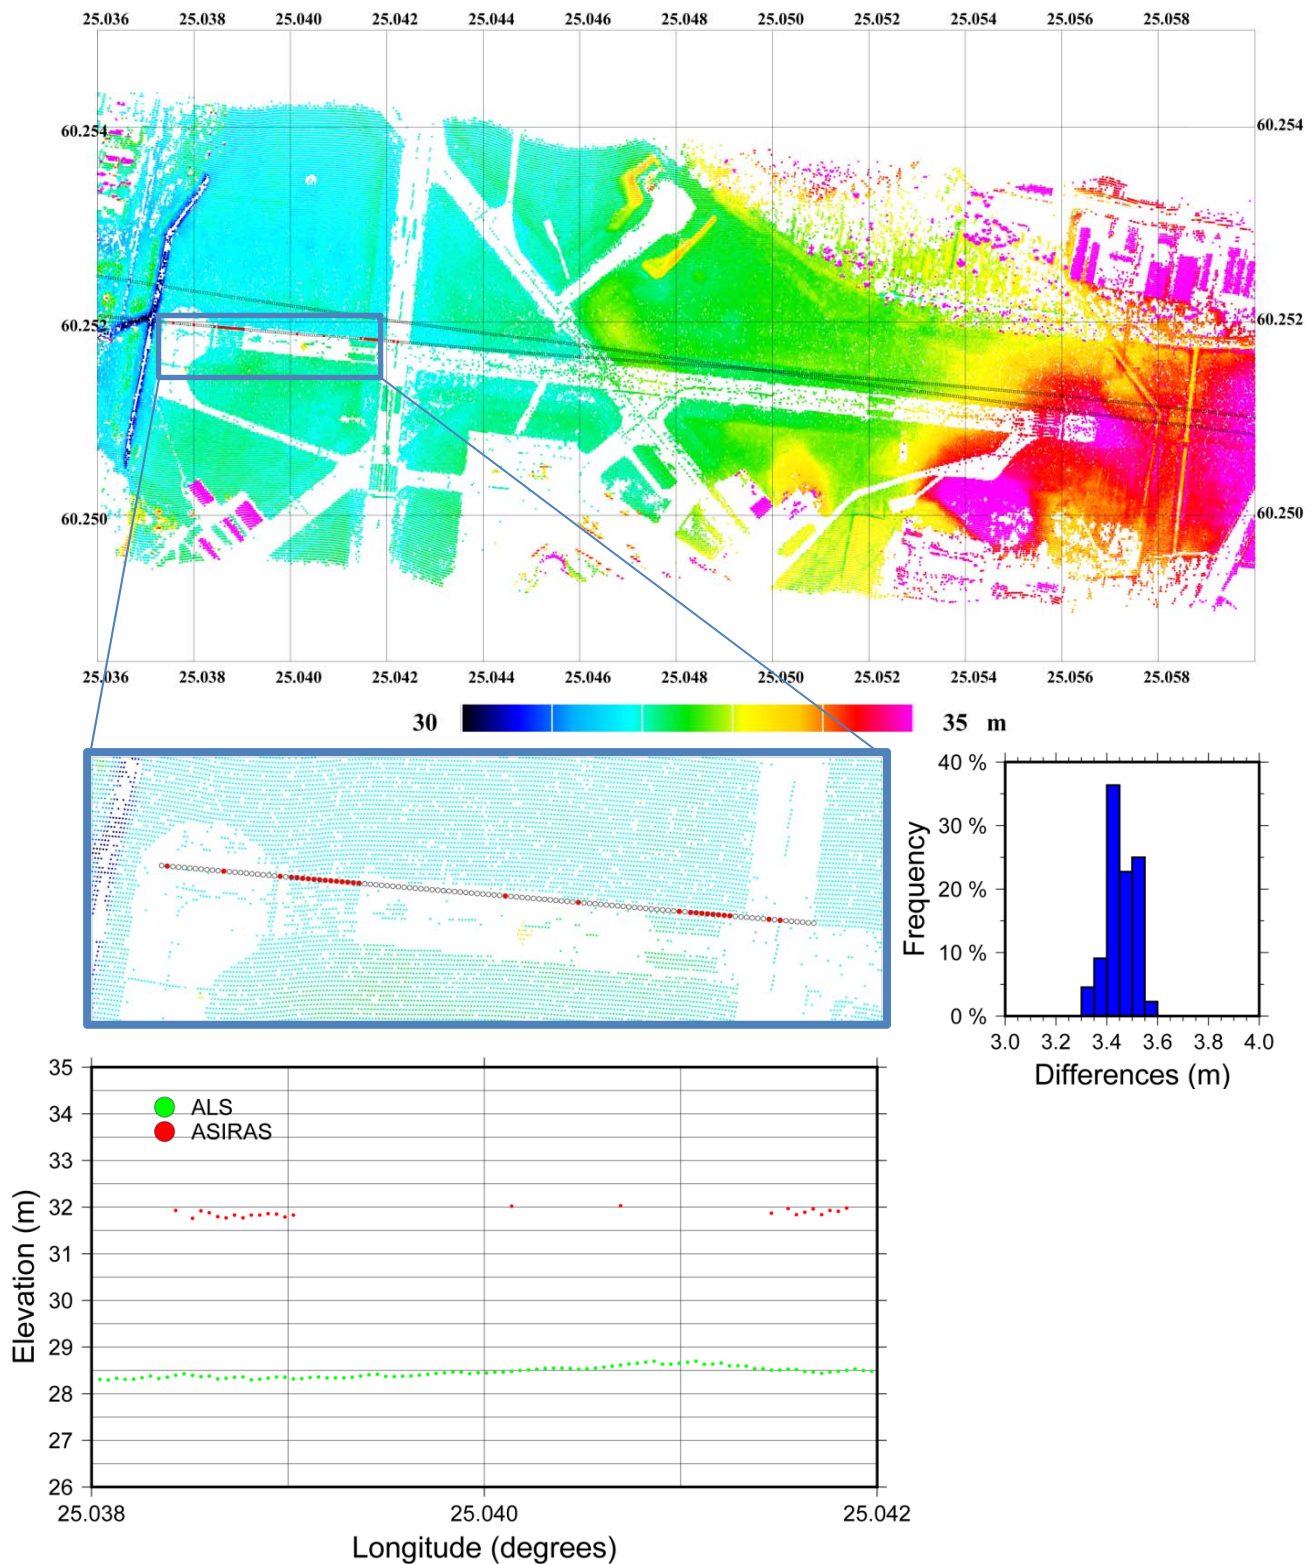 25.036 25.038 25.040 25.042 25.044 25.046 25.048 25.050 25.052 25.054 25.056 25.058
60.254 60.254
60.252 60.252
60.250 60.250
25.036 25.038 25.040 25.042 25.044 25.046 25.048 25.050 25.052 25.054 25.056 25.058
30 35 m
40 %
30 %
20 %
10 %
0 %
Frequency
3.0 3.2 3.4 3.6 3.8 4.0
Differences (m)
35
34
33
32
31
30
29
28
27
26
Elevation (m)
ALS
ASIRAS
25.038 25.040 25.042
Longitude (degrees)